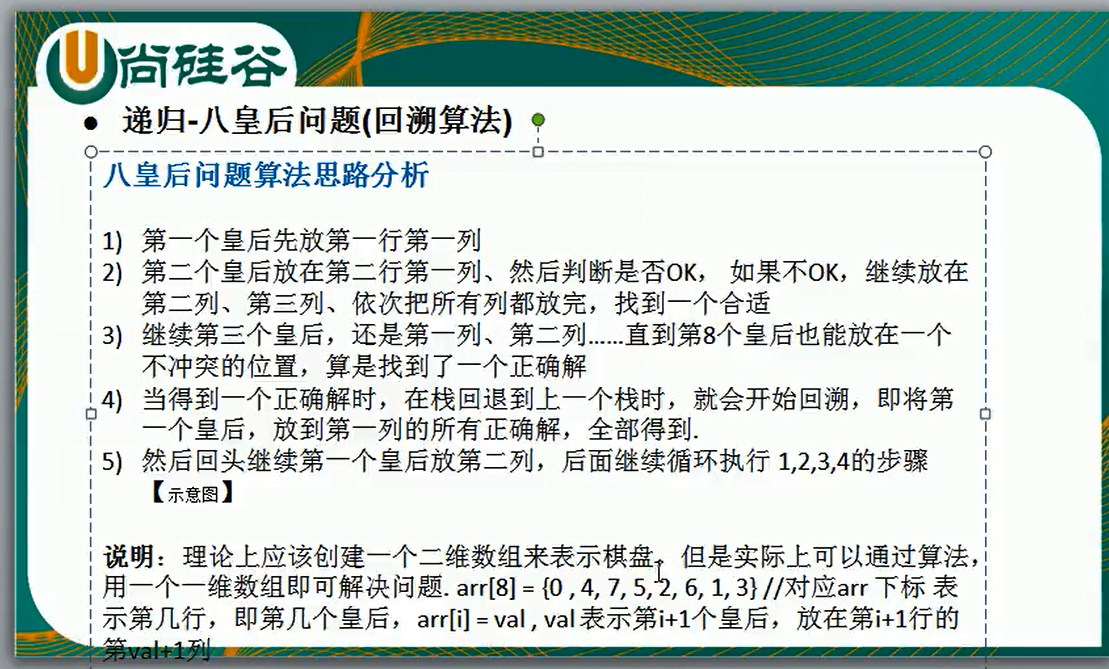 尚硅谷
● 递归-八皇后问题(回溯算法)
八皇后问题算法思路分析
1) 第一个皇后先放第一行第一列
2) 第二个皇后放在第二行第一列、然后判断是否OK， 如果不OK，继续放在
第二列、第三列、依次把所有列都放完，找到一个合适
3) 继续第三个皇后，还是第一列、第二列……直到第8个皇后也能放在一个
不冲突的位置，算是找到了一个正确解
4) 当得到一个正确解时，在栈回退到上一个栈时，就会开始回溯，即将第
一个皇后，放到第一列的所有正确解，全部得到.
5) 然后回头继续第一个皇后放第二列，后面继续循环执行 1,2,3,4的步骤
【示意图】
说明：理论上应该创建一个二维数组来表示棋盘，但是实际上可以通过算法，
用一个一维数组即可解决问题. arr[8] = {0 , 4, 7, 5, 2, 6, 1, 3} //对应arr 下标 表
示第几行，即第几个皇后，arr[i] = val , val 表示第i+1个皇后，放在第i+1行的
第val+1列